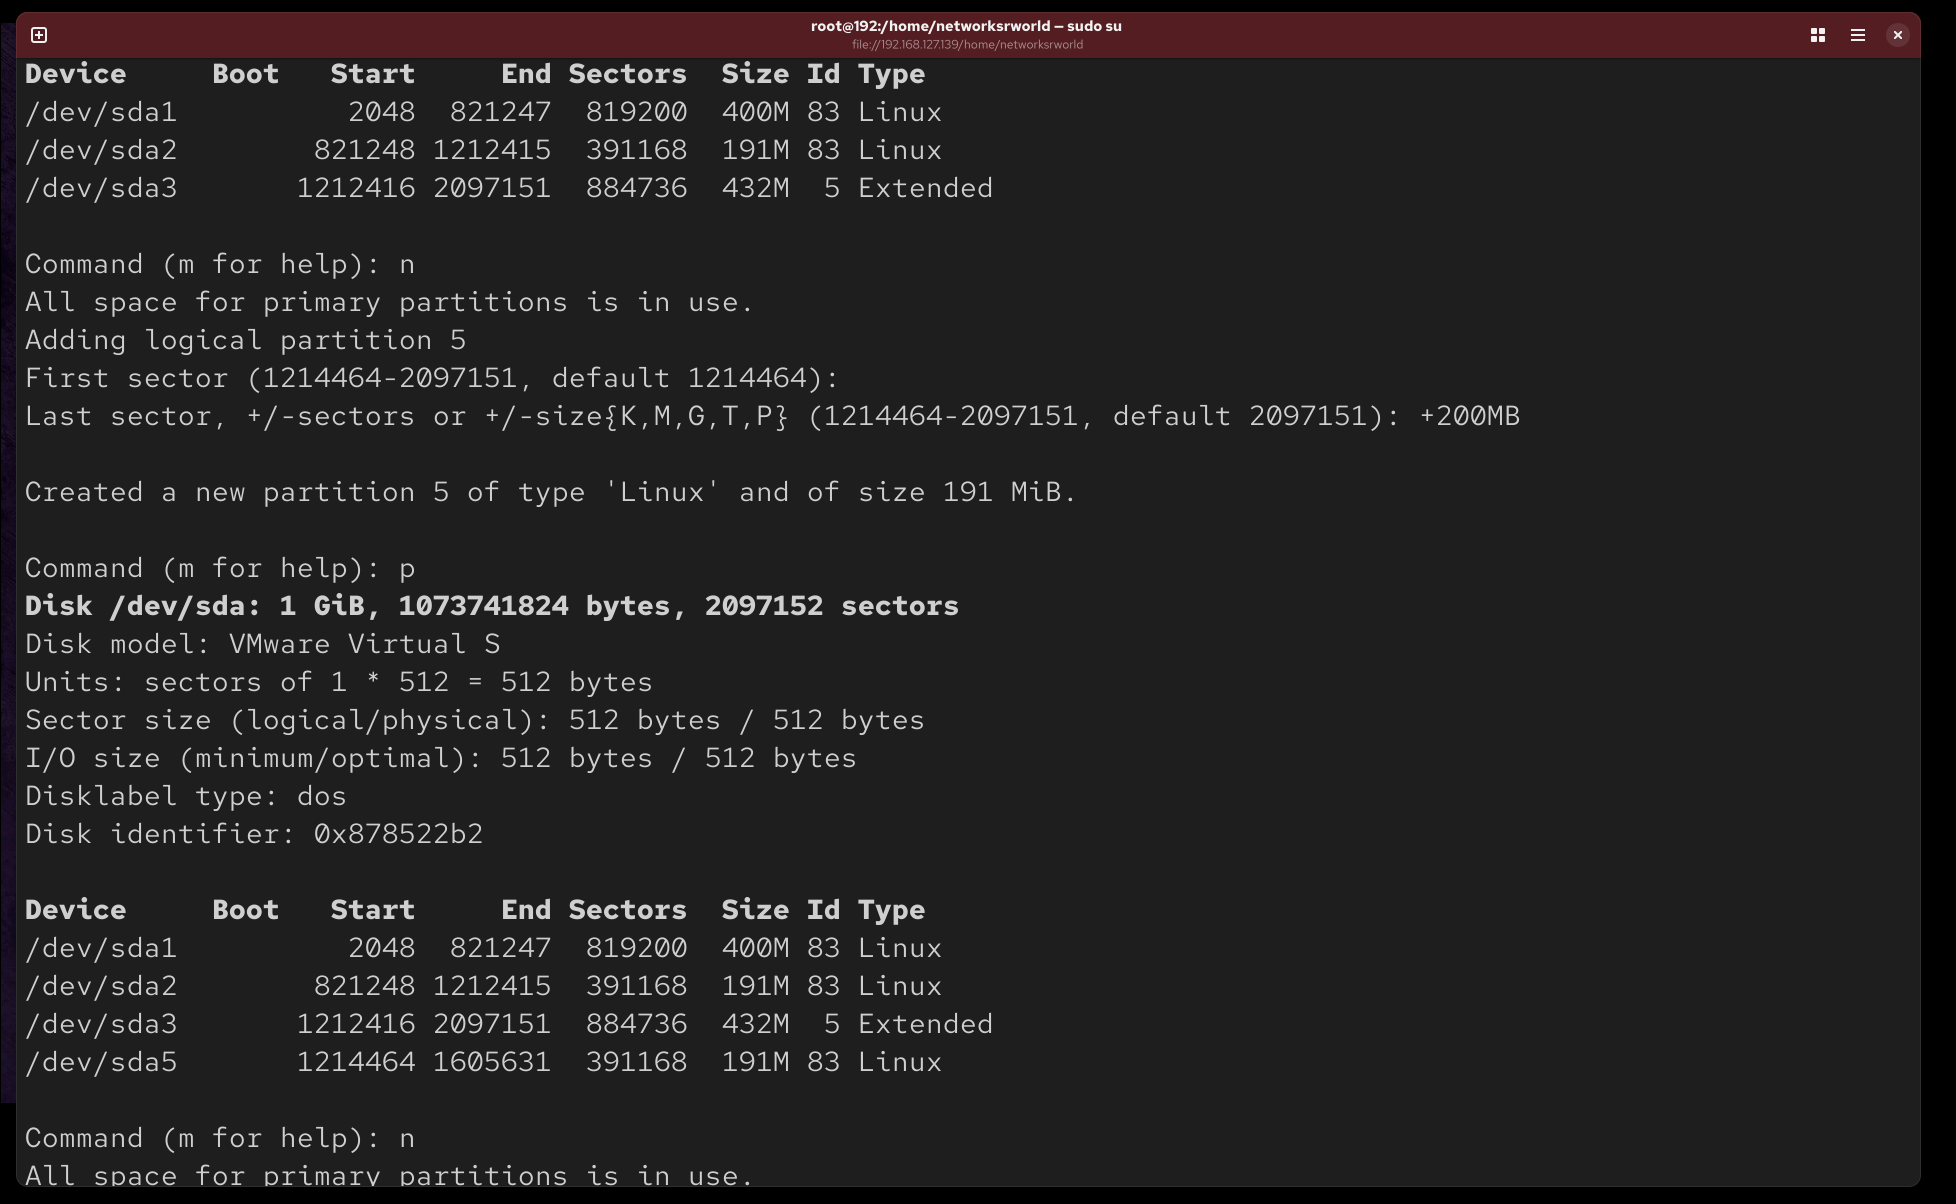 root@192:/home/networksrworld — sudo su
file://192.168.127.139/home/networksrworld
Device     Boot   Start     End Sectors  Size Id Type
/dev/sda1          2048  821247  819200  400M 83 Linux
/dev/sda2        821248 1212415  391168  191M 83 Linux
/dev/sda3       1212416 2097151  884736  432M  5 Extended
Command (m for help): n
All space for primary partitions is in use.
Adding logical partition 5
First sector (1214464-2097151, default 1214464):
Last sector, +/-sectors or +/-size{K,M,G,T,P} (1214464-2097151, default 2097151): +200MB
Created a new partition 5 of type 'Linux' and of size 191 MiB.
Command (m for help): p
Disk /dev/sda: 1 GiB, 1073741824 bytes, 2097152 sectors
Disk model: VMware Virtual S
Units: sectors of 1 * 512 = 512 bytes
Sector size (logical/physical): 512 bytes / 512 bytes
I/O size (minimum/optimal): 512 bytes / 512 bytes
Disklabel type: dos
Disk identifier: 0x878522b2
Device     Boot   Start     End Sectors  Size Id Type
/dev/sda1          2048  821247  819200  400M 83 Linux
/dev/sda2        821248 1212415  391168  191M 83 Linux
/dev/sda3       1212416 2097151  884736  432M  5 Extended
/dev/sda5       1214464 1605631  391168  191M 83 Linux
Command (m for help): n
All space for primary partitions is in use.